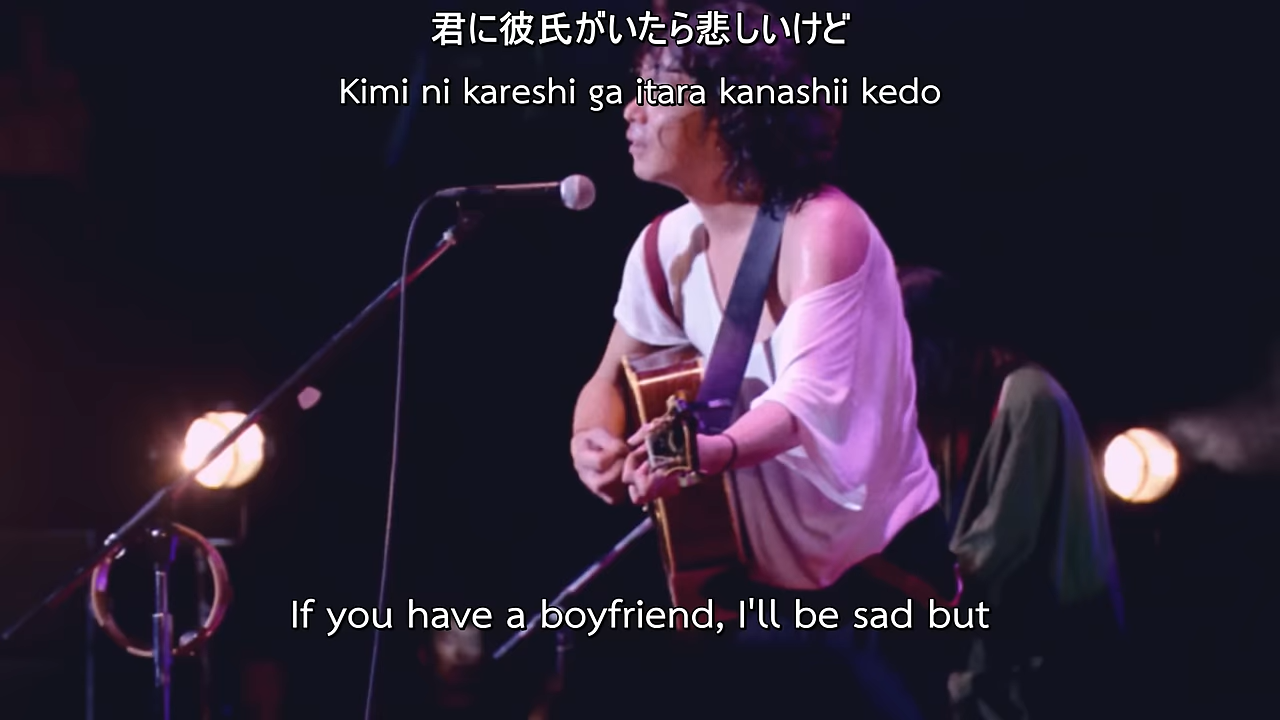 君に彼氏がいたら悲しいけど
Kimi ni kareshi ga itara kanashii kedo
If you have a boyfriend, I'll be sad but